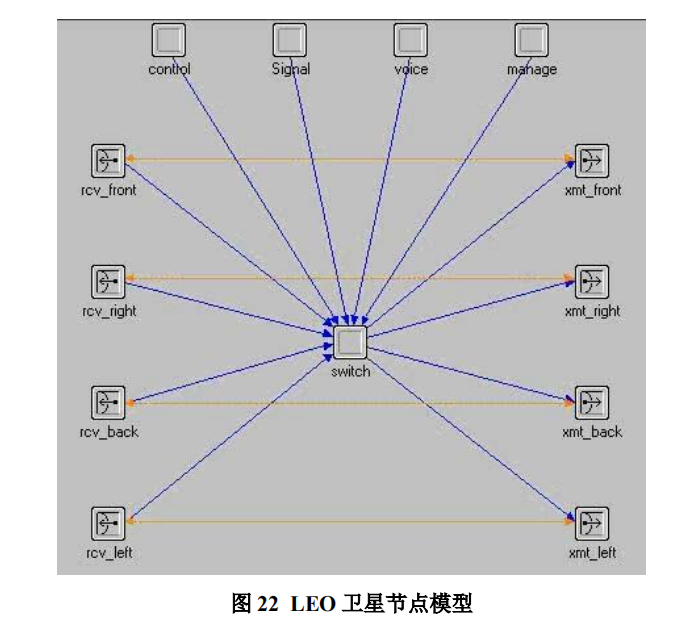 control Signal voice manage
rcv_front xmt_front
rcv_right xmt_right
switch
rcv_back xmt_back
rcv_left xmt_left
图 22 LEO 卫星节点模型